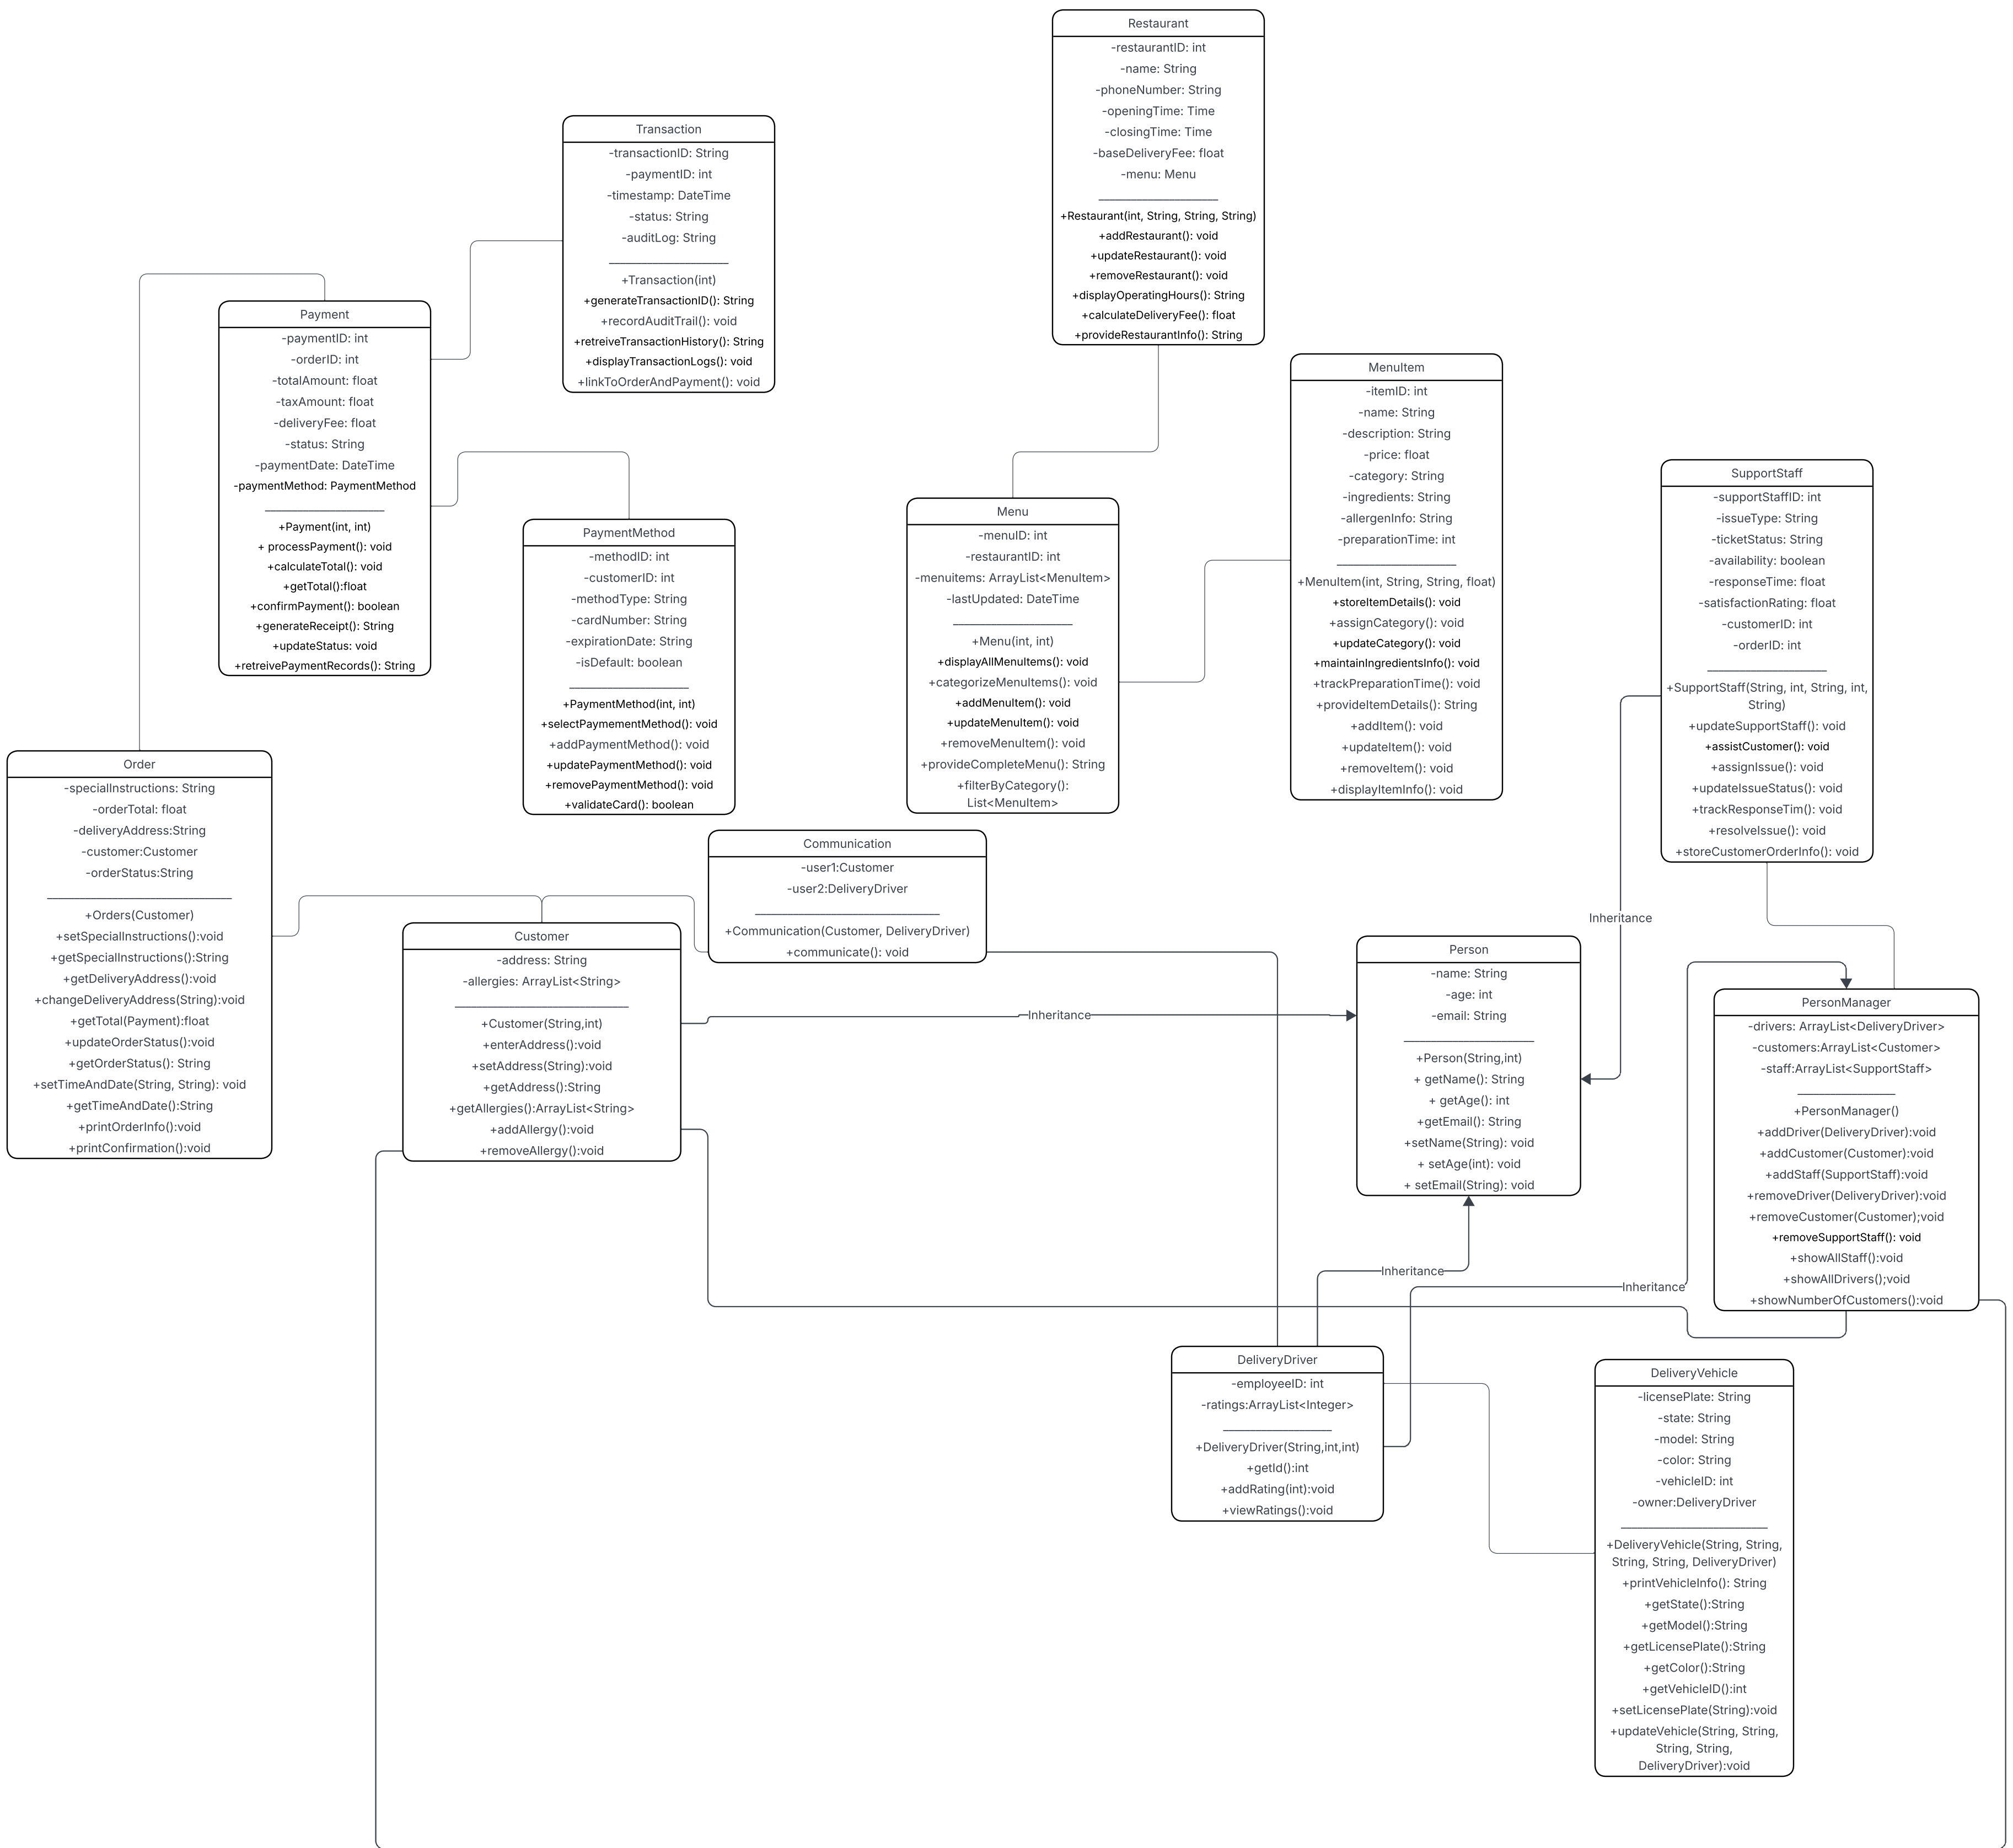 Restaurant
-restaurantID: int
-name: String
-phoneNumber: String
-openingTime: Time
-closingTime: Time
-baseDeliveryFee: float
-menu: Menu
+Restaurant(int, String, String, String)
+addRestaurant(): void
+updateRestaurant(): void
+removeRestaurant(): void
+displayOperatingHours(): String
+calculateDeliveryFee(): float
+provideRestaurantInfo(): String
Transaction
-transactionID: String
-paymentID: int
-timestamp: DateTime
-status: String
-auditLog: String
+Transaction(int)
+generateTransactionID(): String
+recordAuditTrail(): void
+retreiveTransactionHistory(): String
+displayTransactionLogs(): void
+linkToOrderAndPayment(): void
Payment
-paymentID: int
-orderID: int
-totalAmount: float
-taxAmount: float
-deliveryFee: float
-status: String
-paymentDate: DateTime
-paymentMethod: PaymentMethod
+Payment(int, int)
+ processPayment(): void
+calculateTotal(): void
+getTotal():float
+confirmPayment(): boolean
+generateReceipt(): String
+updateStatus: void
+retreivePaymentRecords(): String
MenuItem
-itemID: int
-name: String
-description: String
-price: float
-category: String
-ingredients: String
-allergenInfo: String
-preparationTime: int
+MenuItem(int, String, String, float)
+storeItemDetails(): void
+assignCategory(): void
+updateCategory(): void
+maintainIngredientsInfo(): void
+trackPreparationTime(): void
+provideItemDetails(): String
+addItem(): void
+updateItem(): void
+removeItem(): void
+displayItemInfo(): void
SupportStaff
-supportStaffID: int
-issueType: String
-ticketStatus: String
-availability: boolean
-responseTime: float
-satisfactionRating: float
-customerID: int
-orderID: int
+SupportStaff(String, int, String, int,
String)
+updateSupportStaff(): void
+assistCustomer(): void
+assignIssue(): void
+updateIssueStatus(): void
+trackResponseTim(): void
+resolveIssue(): void
+storeCustomerOrderInfo(): void
PaymentMethod
-methodID: int
-customerID: int
-methodType: String
-cardNumber: String
-expirationDate: String
-isDefault: boolean
+PaymentMethod(int, int)
+selectPaymementMethod(): void
+addPaymentMethod(): void
+updatePaymentMethod(): void
+removePaymentMethod(): void
+validateCard(): boolean
Menu
-menuID: int
-restaurantID: int
-menuitems: ArrayList<MenuItem>
-lastUpdated: DateTime
+Menu(int, int)
+displayAllMenuItems(): void
+categorizeMenuItems(): void
+addMenuItem(): void
+updateMenuItem(): void
+removeMenuItem(): void
+provideCompleteMenu(): String
+filterByCategory():
List<MenuItem>
Order
-specialInstructions: String
-orderTotal: float
-deliveryAddress:String
-customer:Customer
-orderStatus:String
+Orders(Customer)
+setSpecialInstructions():void
+getSpecialInstructions():String
+getDeliveryAddress():void
+changeDeliveryAddress(String):void
+getTotal(Payment):float
+updateOrderStatus():void
+getOrderStatus(): String
+setTimeAndDate(String, String): void
+getTimeAndDate():String
+printOrderInfo():void
+printConfirmation():void
Communication
-user1:Customer
-user2:DeliveryDriver
+Communication(Customer, DeliveryDriver)
+communicate(): void
Customer
-address: String
-allergies: ArrayList<String>
+Customer(String,int)
+enterAddress():void
+setAddress(String):void
+getAddress():String
+getAllergies():ArrayList<String>
+addAllergy():void
+removeAllergy():void
Inheritance
Inheritance
Person
-name: String
-age: int
-email: String
+Person(String,int)
+ getName(): String
+ getAge(): int
+getEmail(): String
+setName(String): void
+ setAge(int): void
+ setEmail(String): void
PersonManager
-drivers: ArrayList<DeliveryDriver>
-customers:ArrayList<Customer>
-staff:ArrayList<SupportStaff>
+PersonManager()
+addDriver(DeliveryDriver):void
+addCustomer(Customer):void
+addStaff(SupportStaff):void
+removeDriver(DeliveryDriver):void
+removeCustomer(Customer);void
+removeSupportStaff(): void
+showAllStaff():void
+showAllDrivers();void
+showNumberOfCustomers():void
Inheritance
Inheritance
DeliveryDriver
-employeeID: int
-ratings:ArrayList<Integer>
+DeliveryDriver(String,int,int)
+getId():int
+addRating(int):void
+viewRatings():void
DeliveryVehicle
-licensePlate: String
-state: String
-model: String
-color: String
-vehicleID: int
-owner:DeliveryDriver
+DeliveryVehicle(String, String,
String, String, DeliveryDriver)
+printVehicleInfo(): String
+getState():String
+getModel():String
+getLicensePlate():String
+getColor():String
+getVehicleID():int
+setLicensePlate(String):void
+updateVehicle(String, String,
String, String,
DeliveryDriver):void